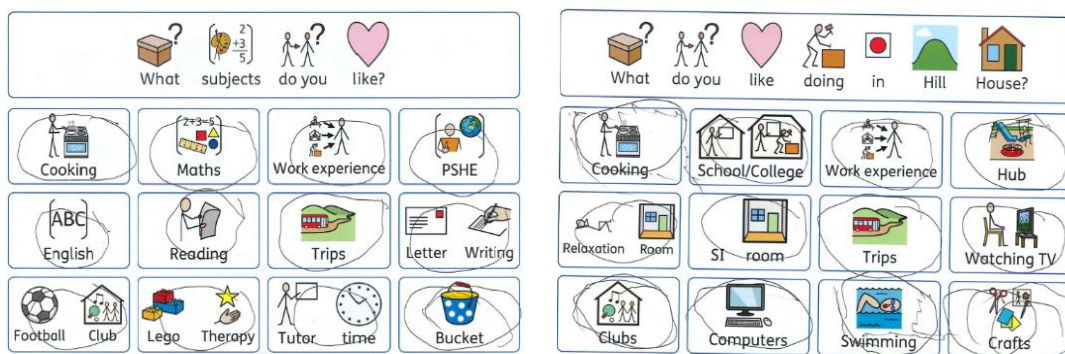 What subjects do you like?
Cooking
Maths
Work experience
PSHE
English
Reading
Trips
Letter Writing
Football Club
Lego Therapy
Tutor time
Bucket
What do you like doing in Hill House?
Cooking
School/College
Work experience
Hub
Relaxation Room
SI room
Trips
Watching TV
Clubs
Computers
Swimming
Crafts